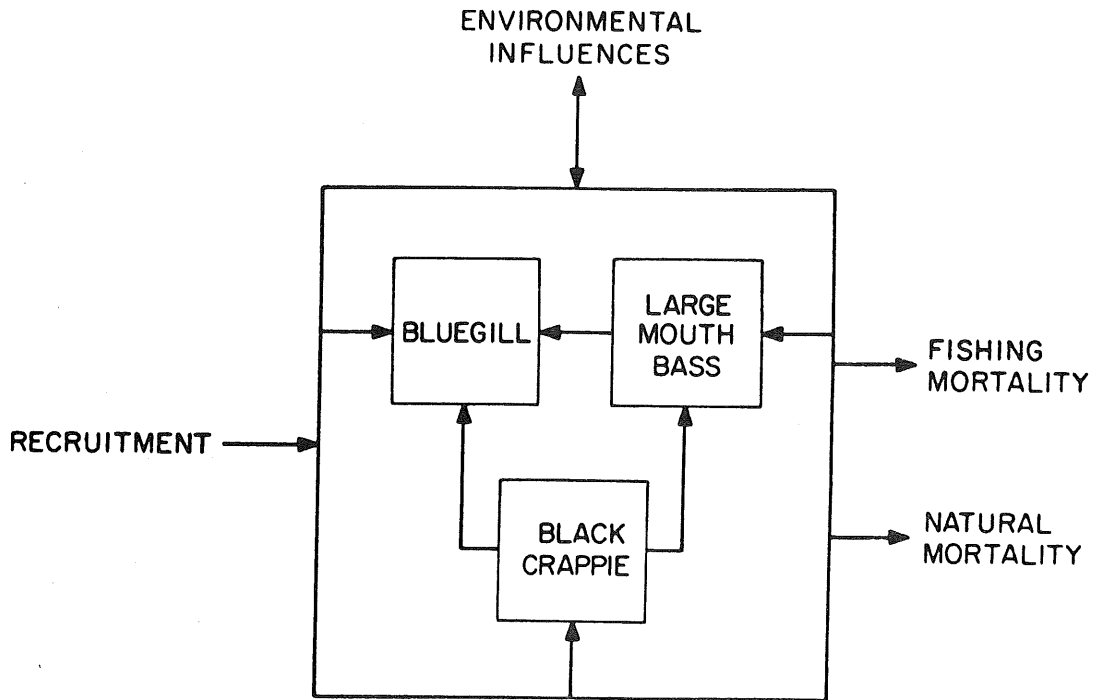 ENVIRONMENTAL
INFLUENCES
BLUEGILL
LARGE
MOUTH
BASS
FISHING
MORTALITY
RECRUITMENT
BLACK
CRAPPIE
NATURAL
MORTALITY